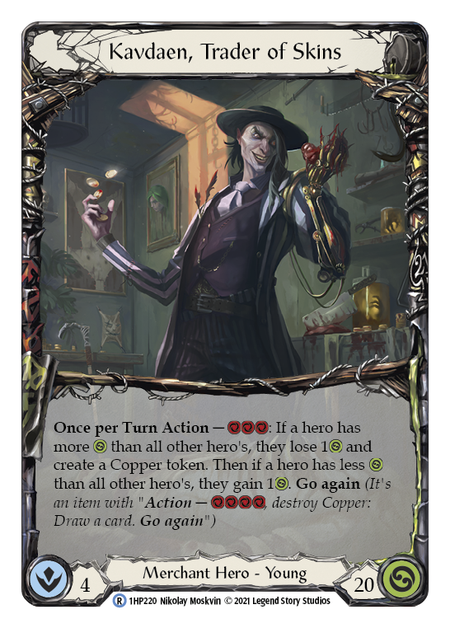 Kavdaen, Trader of Skins
Once per Turn Action — : If a hero has
more than all other hero's, they lose 1 and
create a Copper token. Then if a hero has less
than all other hero's, they gain 1. Go again (It's
an item with "Action — , destroy Copper:
Draw a card. Go again")
Merchant Hero - Young
4
20
R 1HP220 Nikolay Moskvin © 2021 Legend Story Studios